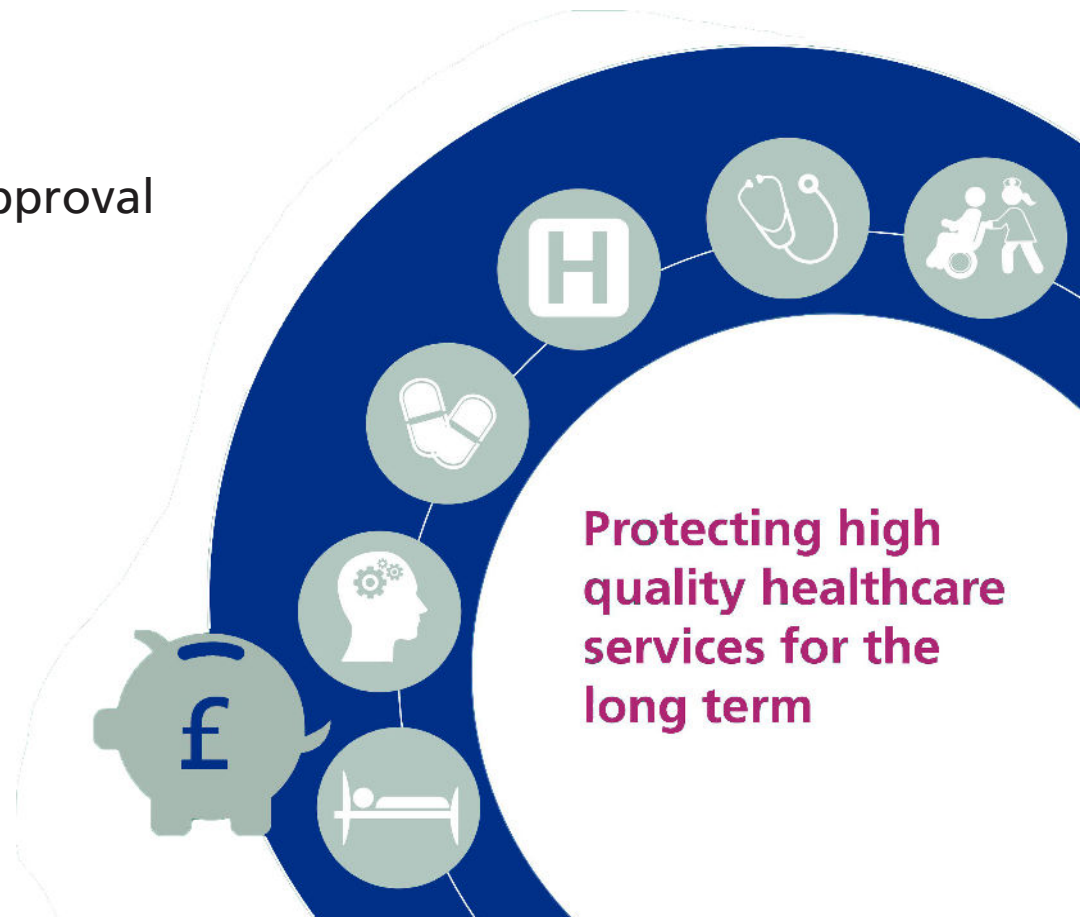 pproval
H
Protecting high
quality healthcare
services for the
long term
£